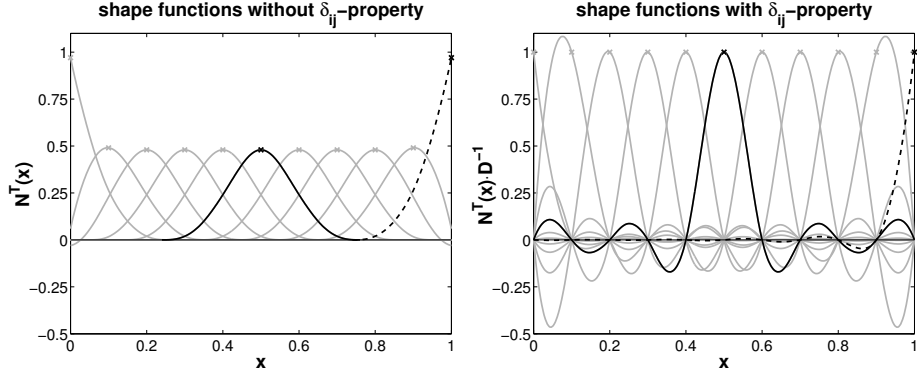 shape functions without δij−property
1
0.75
0.5
0.25
0
−0.25
−0.5
N^T(x)
0 0.2 0.4 0.6 0.8 1
x
shape functions with δij−property
1
0.75
0.5
0.25
0
−0.25
−0.5
N^T(x)·D^−1
0 0.2 0.4 0.6 0.8 1
x